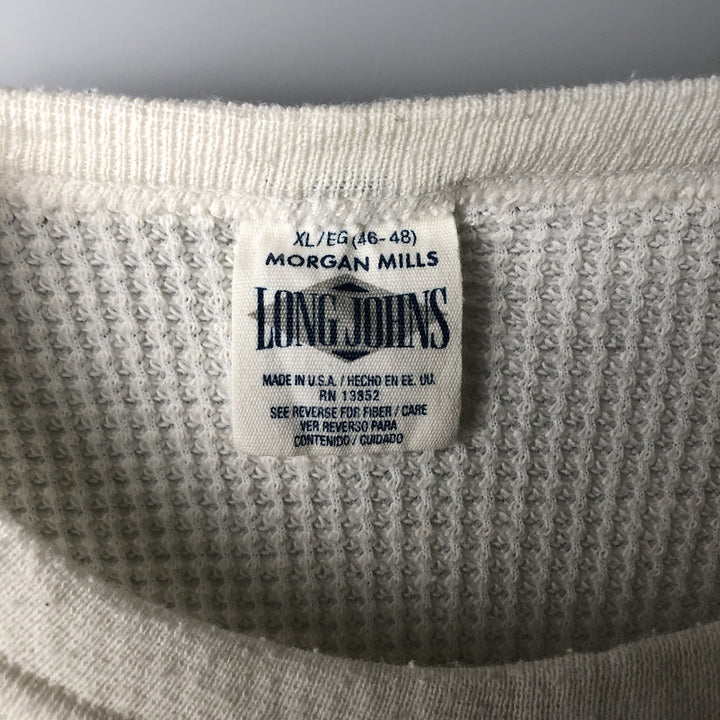 XL/EG (46-48)
MORGAN MILLS
LONG JOHNS
MADE IN U.S.A. / HECHO EN EE. UU.
RN 13852
SEE REVERSE FOR FIBER / CARE
VER REVERSO PARA
CONTENIDO / CUIDADO